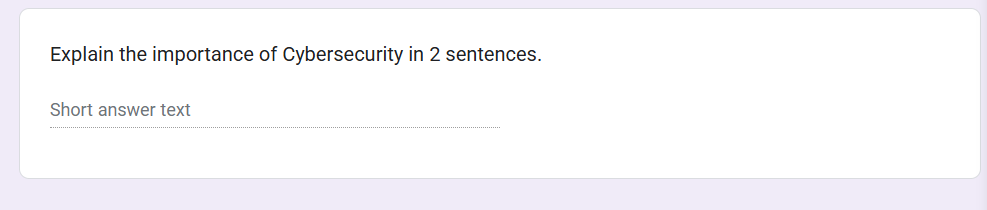 Explain the importance of Cybersecurity in 2 sentences.
Short answer text